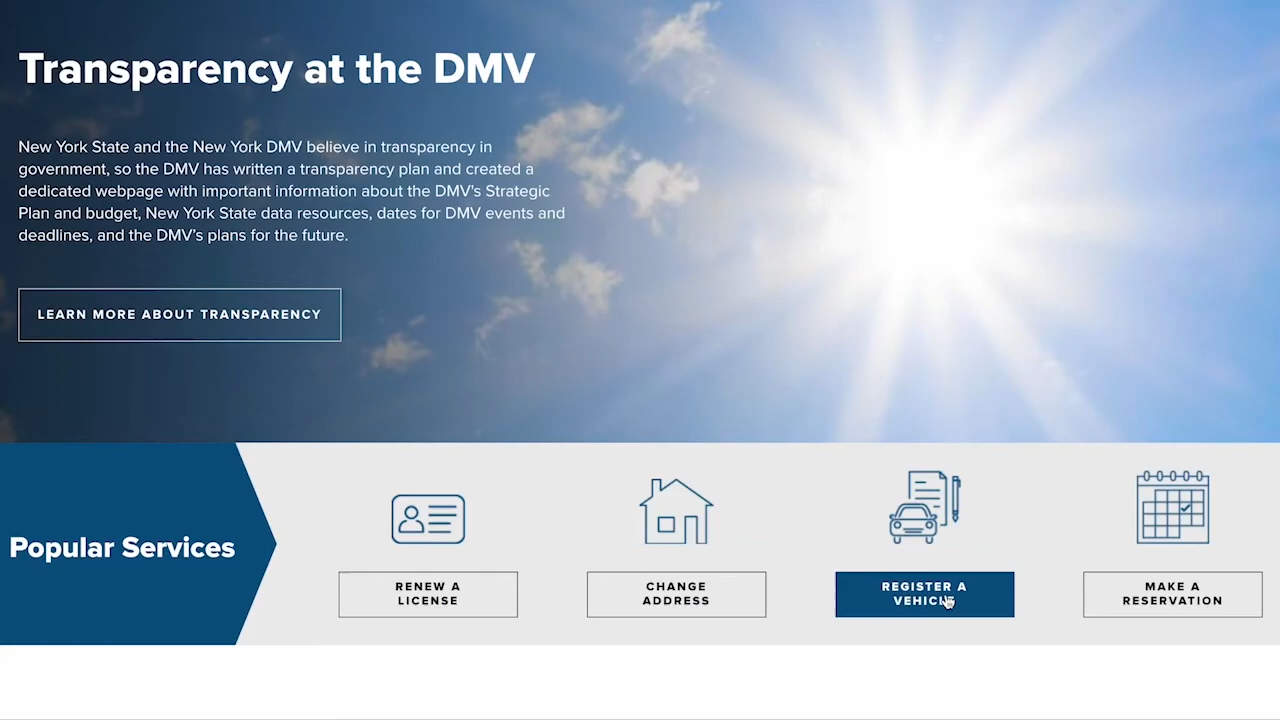 Transparency at the DMV
New York State and the New York DMV believe in transparency in
government, so the DMV has written a transparency plan and created a
dedicated webpage with important information about the DMV's Strategic
Plan and budget, New York State data resources, dates for DMV events and
deadlines, and the DMV's plans for the future.
LEARN MORE ABOUT TRANSPARENCY
Popular Services
RENEW A
LICENSE
CHANGE
ADDRESS
REGISTER A
VEHICLE
MAKE A
RESERVATION